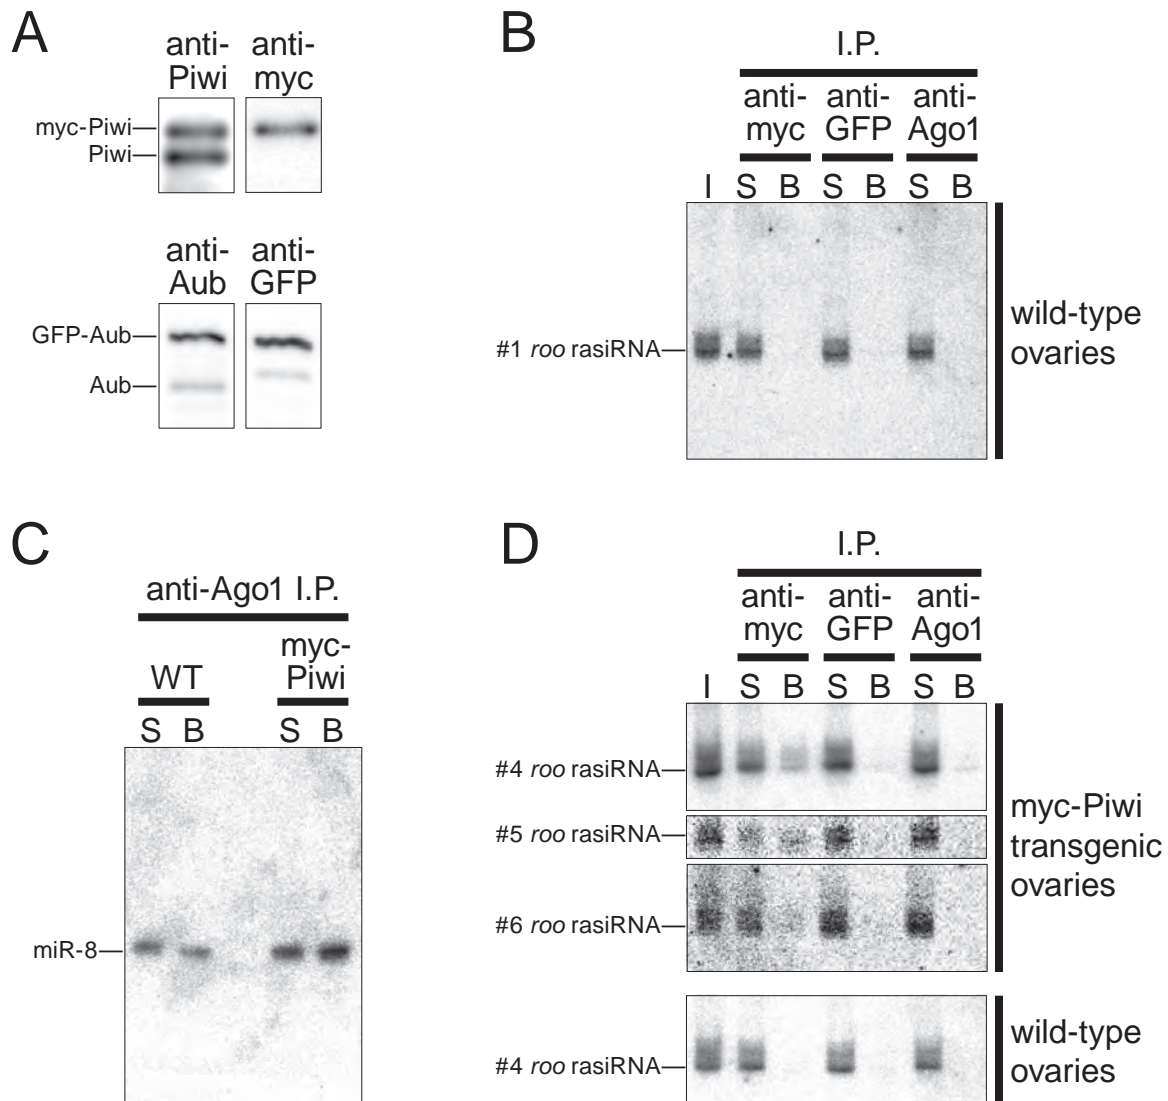 A
anti-
Piwi
anti-
myc
myc-Piwi
Piwi
anti-
Aub
anti-
GFP
GFP-Aub
Aub
B
I.P.
anti-
myc
anti-
GFP
anti-
Ago1
I S B S B S B
#1 roo rasiRNA
wild-type
ovaries
C
anti-Ago1 I.P.
WT
myc-
Piwi
S B S B
miR-8
D
I.P.
anti-
myc
anti-
GFP
anti-
Ago1
I S B S B S B
#4 roo rasiRNA
#5 roo rasiRNA
#6 roo rasiRNA
myc-Piwi
transgenic
ovaries
#4 roo rasiRNA
wild-type
ovaries